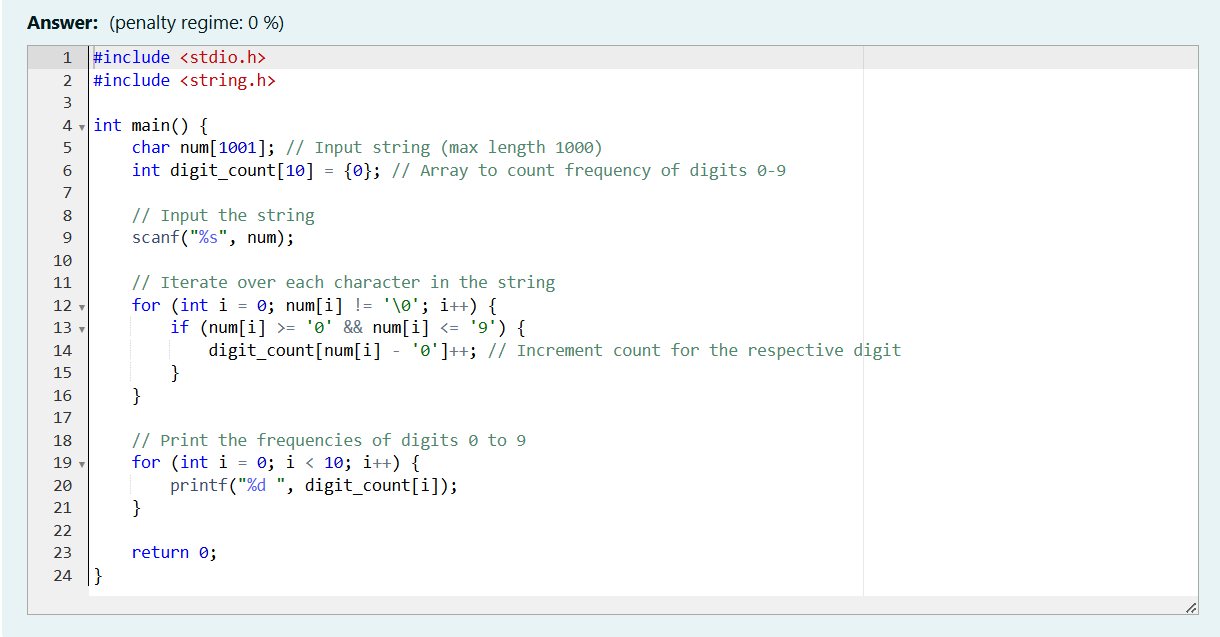 Answer: (penalty regime: 0 %)
1 #include <stdio.h>
2 #include <string.h>
3
4 int main() {
5     char num[1001]; // Input string (max length 1000)
6     int digit_count[10] = {0}; // Array to count frequency of digits 0-9
7
8     // Input the string
9     scanf("%s", num);
10
11     // Iterate over each character in the string
12     for (int i = 0; num[i] != '\0'; i++) {
13         if (num[i] >= '0' && num[i] <= '9') {
14             digit_count[num[i] - '0']++; // Increment count for the respective digit
15         }
16     }
17
18     // Print the frequencies of digits 0 to 9
19     for (int i = 0; i < 10; i++) {
20         printf("%d ", digit_count[i]);
21     }
22
23     return 0;
24 }